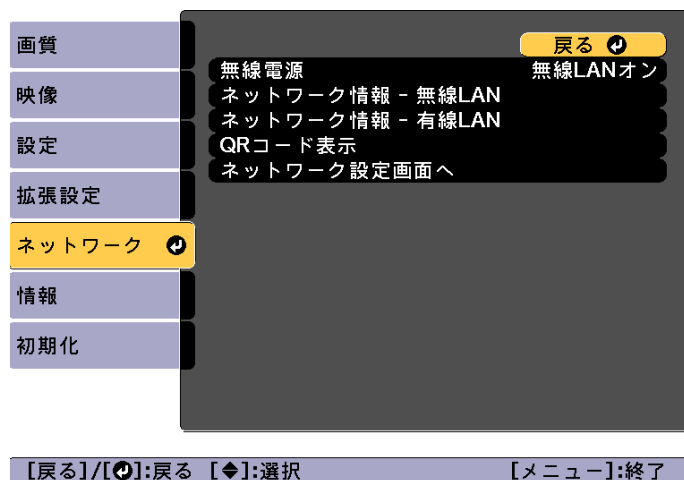 画質
映像
設定
拡張設定
ネットワーク
情報
初期化
戻る
無線電源 無線LANオン
ネットワーク情報 - 無線LAN
ネットワーク情報 - 有線LAN
QRコード表示
ネットワーク設定画面へ
[戻る]/[]:戻る []:選択 [メニュー]:終了